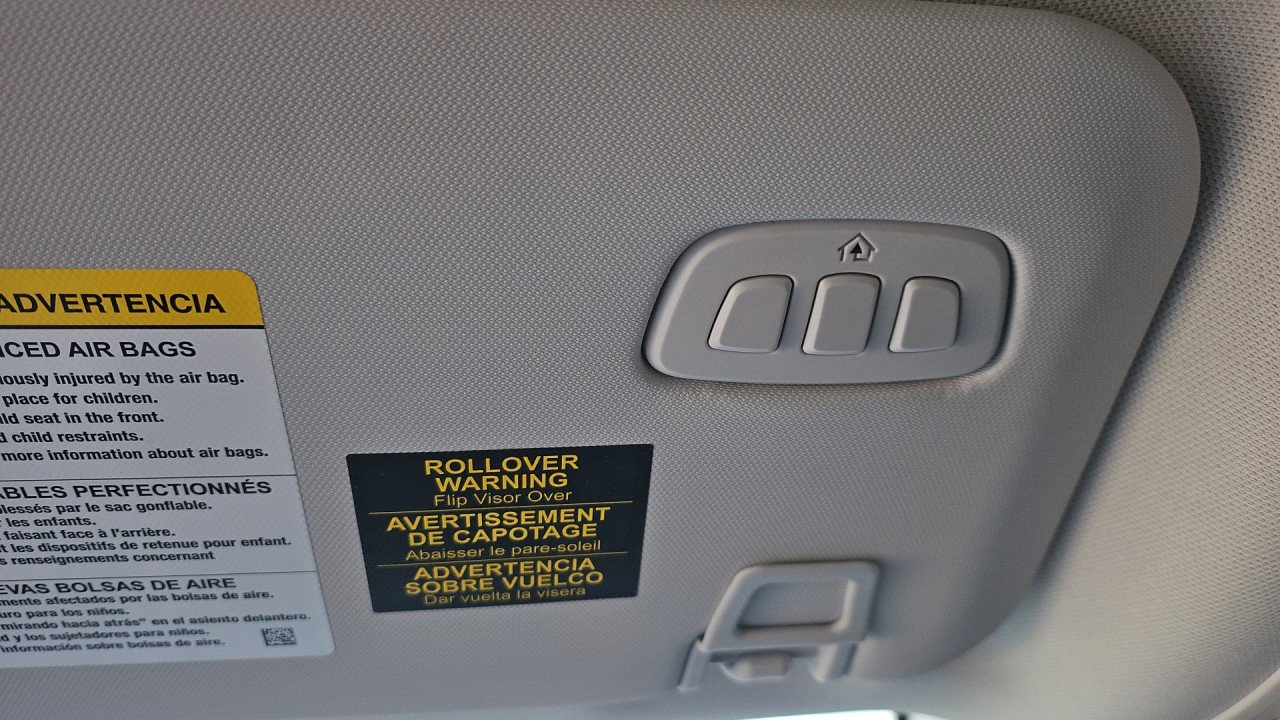 ADVERTENCIA
CED AIR BAGS
ously injured by the air bag.
place for children.
ld seat in the front.
d child restraints.
more information about air bags.
ABLES PERFECTIONNÉS
lessés par le sac gonflable.
les enfants.
faisant face à l'arrière.
t les dispositifs de retenue pour enfant.
s renseignements concernant
EVAS BOLSAS DE AIRE
mente afectados por las bolsas de aire.
uro para los niños.
mirando hacia atrás" en el asiento delantero.
d y los sujetadores para niños.
información sobre bolsas de aire.
ROLLOVER
WARNING
Flip Visor Over
AVERTISSEMENT
DE CAPOTAGE
Abaisser le pare-soleil
ADVERTENCIA
SOBRE VUELCO
Dar vuelta la visera